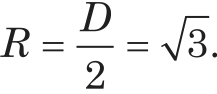 R = D/2 = √3.